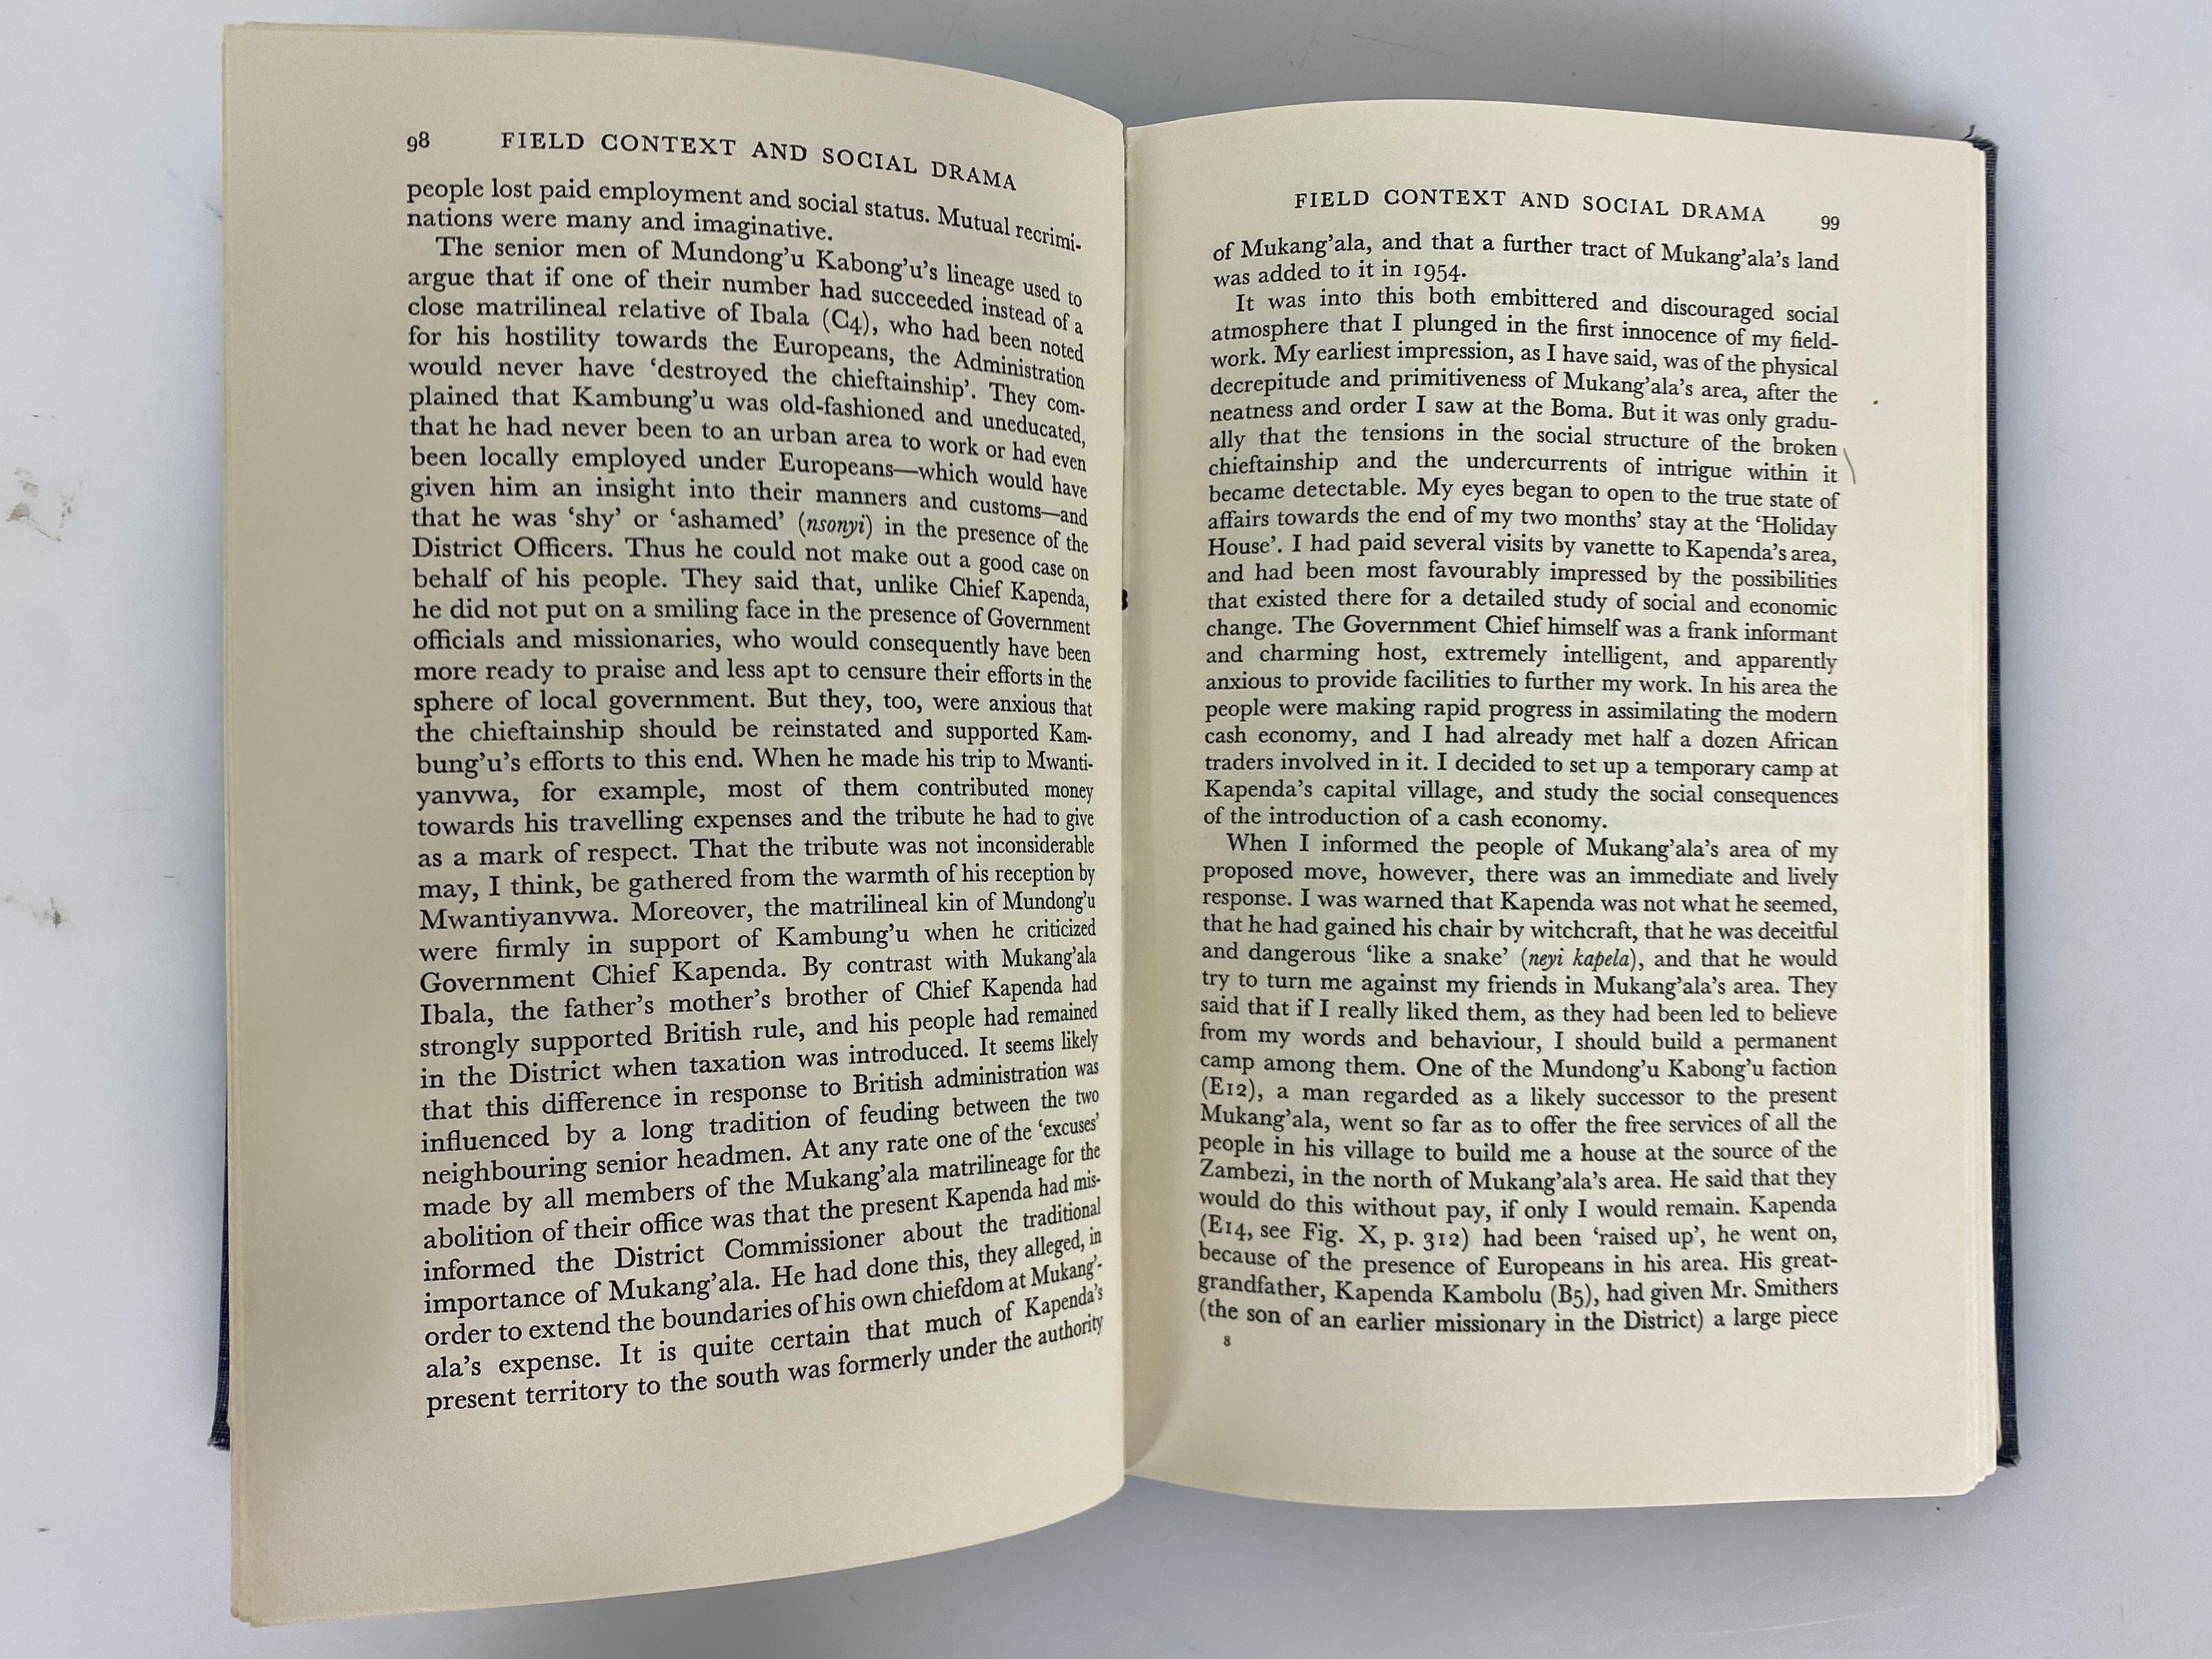 98 FIELD CONTEXT AND SOCIAL DRAMA
people lost paid employment and social status. Mutual recrimi-
nations were many and imaginative.
The senior men of Mundong'u Kabong'u's lineage used to
argue that if one of their number had succeeded instead of a
close matrilineal relative of Ibala (C4), who had been noted
for his hostility towards the Europeans, the Administration
would never have ‘destroyed the chieftainship’. They com-
plained that Kambung'u was old-fashioned and uneducated,
that he had never been to an urban area to work or had even
been locally employed under Europeans—which would have
given him an insight into their manners and customs—and
that he was ‘shy’ or ‘ashamed’ (nsonyi) in the presence of the
District Officers. Thus he could not make out a good case on
behalf of his people. They said that, unlike Chief Kapenda,
he did not put on a smiling face in the presence of Government
officials and missionaries, who would consequently have been
more ready to praise and less apt to censure their efforts in the
sphere of local government. But they, too, were anxious that
the chieftainship should be reinstated and supported Kam-
bung'u's efforts to this end. When he made his trip to Mwanti-
yanvwa, for example, most of them contributed money
towards his travelling expenses and the tribute he had to give
as a mark of respect. That the tribute was not inconsiderable
may, I think, be gathered from the warmth of his reception by
Mwantiyanvwa. Moreover, the matrilineal kin of Mundong'u
were firmly in support of Kambung'u when he criticized
Government Chief Kapenda. By contrast with Mukang'ala
Ibala, the father's mother's brother of Chief Kapenda had
strongly supported British rule, and his people had remained
in the District when taxation was introduced. It seems likely
that this difference in response to British administration was
influenced by a long tradition of feuding between the two
neighbouring senior headmen. At any rate one of the ‘excuses’
made by all members of the Mukang'ala matrilineage for the
abolition of their office was that the present Kapenda had mis-
informed the District Commissioner about the traditional
importance of Mukang'ala. He had done this, they alleged, in
order to extend the boundaries of his own chiefdom at Mukang'-
ala's expense. It is quite certain that much of Kapenda's
present territory to the south was formerly under the authority
FIELD CONTEXT AND SOCIAL DRAMA 99
of Mukang'ala, and that a further tract of Mukang'ala's land
was added to it in 1954.
It was into this both embittered and discouraged social
atmosphere that I plunged in the first innocence of my field-
work. My earliest impression, as I have said, was of the physical
decrepitude and primitiveness of Mukang'ala's area, after the
neatness and order I saw at the Boma. But it was only gradu-
ally that the tensions in the social structure of the broken
chieftainship and the undercurrents of intrigue within it
became detectable. My eyes began to open to the true state of
affairs towards the end of my two months' stay at the ‘Holiday
House’. I had paid several visits by vanette to Kapenda's area,
and had been most favourably impressed by the possibilities
that existed there for a detailed study of social and economic
change. The Government Chief himself was a frank informant
and charming host, extremely intelligent, and apparently
anxious to provide facilities to further my work. In his area the
people were making rapid progress in assimilating the modern
cash economy, and I had already met half a dozen African
traders involved in it. I decided to set up a temporary camp at
Kapenda's capital village, and study the social consequences
of the introduction of a cash economy.
When I informed the people of Mukang'ala's area of my
proposed move, however, there was an immediate and lively
response. I was warned that Kapenda was not what he seemed,
that he had gained his chair by witchcraft, that he was deceitful
and dangerous ‘like a snake’ (neyi kapela), and that he would
try to turn me against my friends in Mukang'ala's area. They
said that if I really liked them, as they had been led to believe
from my words and behaviour, I should build a permanent
camp among them. One of the Mundong'u Kabong'u faction
(E12), a man regarded as a likely successor to the present
Mukang'ala, went so far as to offer the free services of all the
people in his village to build me a house at the source of the
Zambezi, in the north of Mukang'ala's area. He said that they
would do this without pay, if only I would remain. Kapenda
(E14, see Fig. X, p. 312) had been ‘raised up’, he went on,
because of the presence of Europeans in his area. His great-
grandfather, Kapenda Kambolu (B5), had given Mr. Smithers
(the son of an earlier missionary in the District) a large piece
8